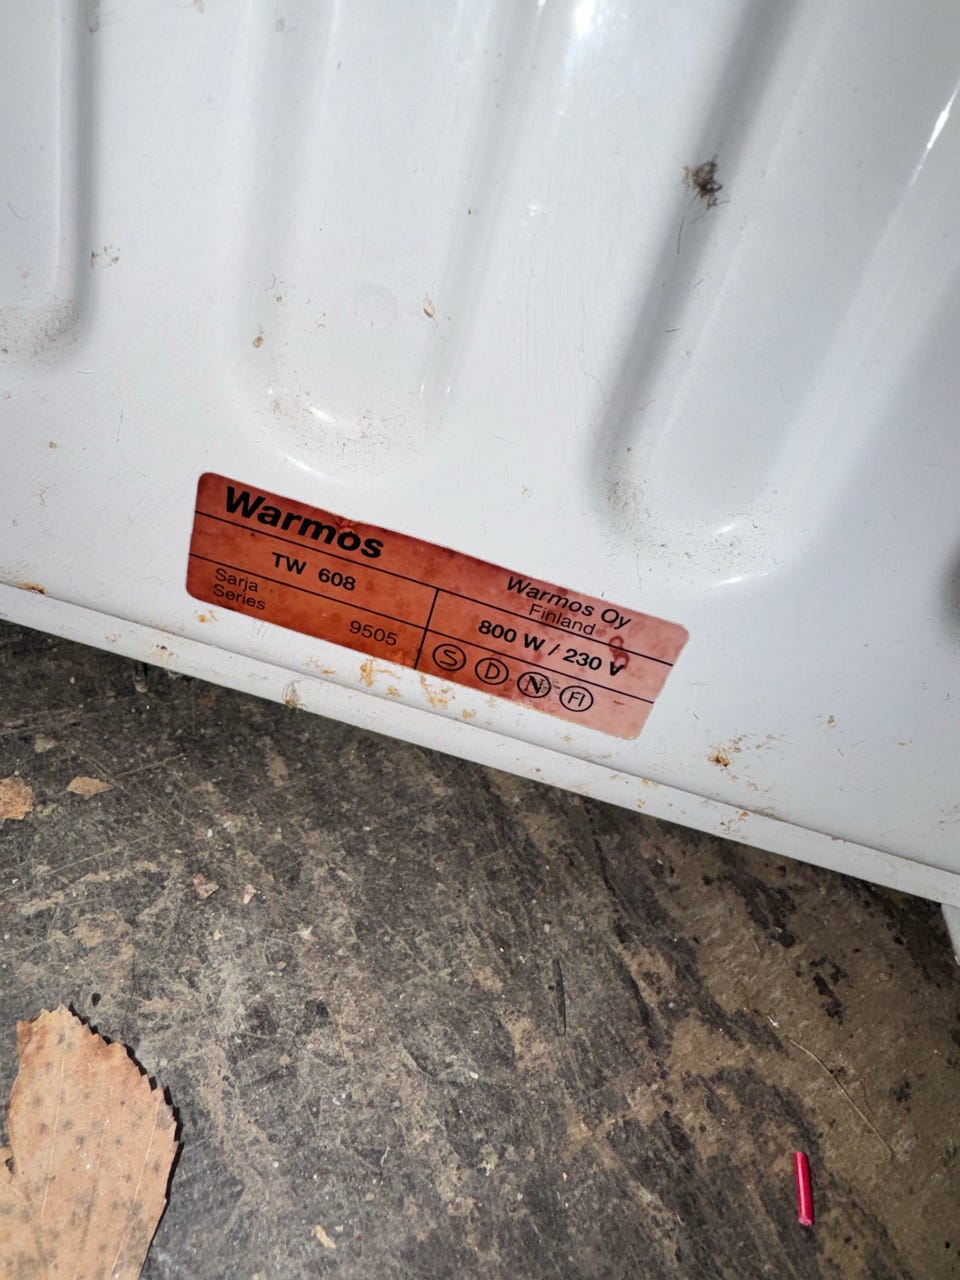 Warmos
TW 608
Sarja
Series
9505
Warmos Oy
Finland
800 W / 230 V
S D N FI